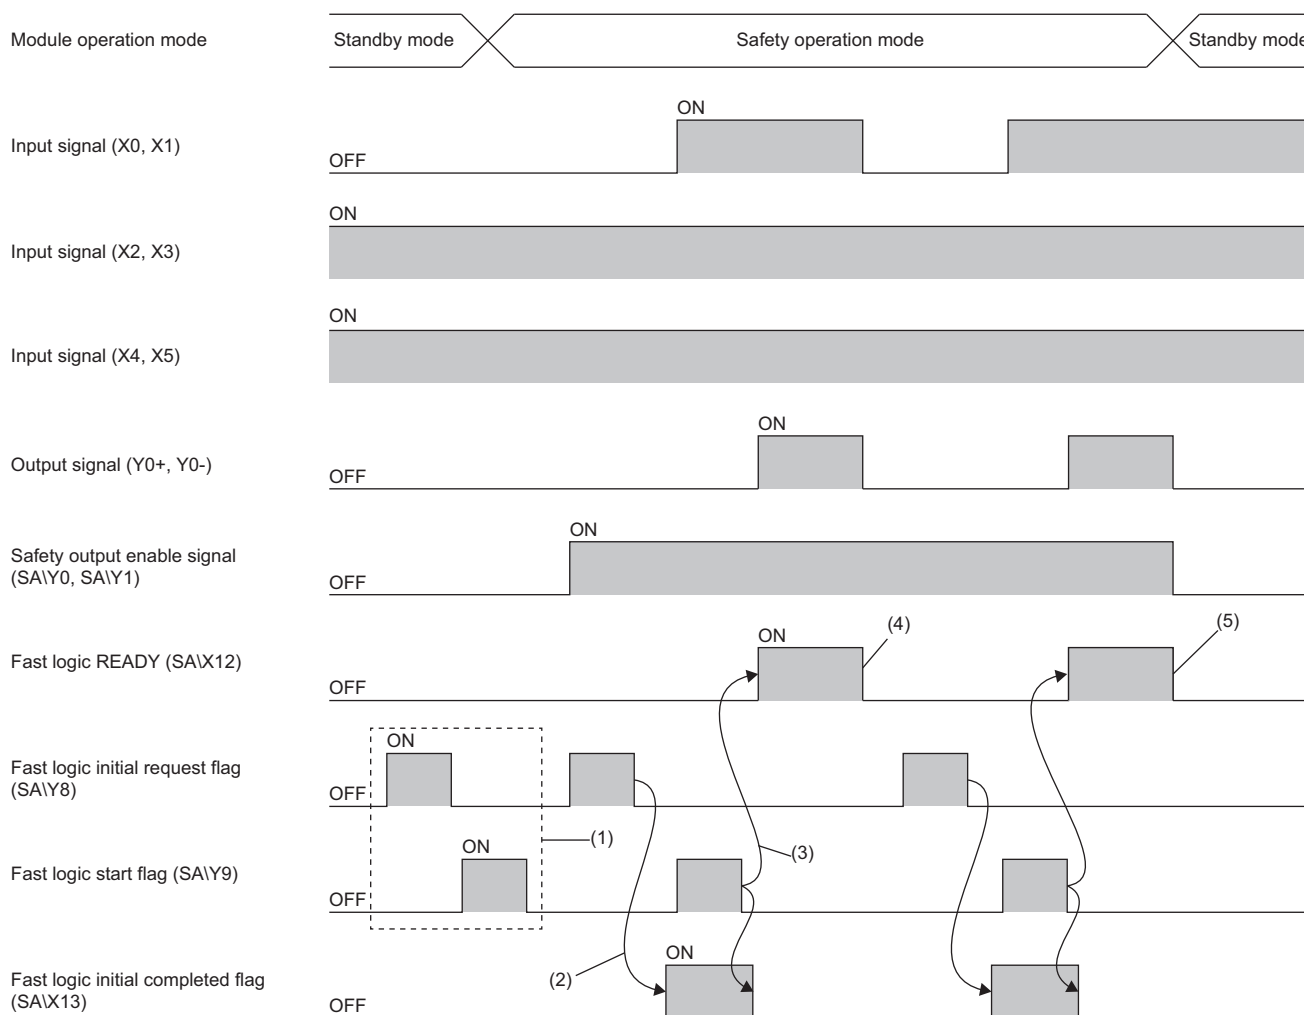 Module operation mode
Standby mode
Safety operation mode
Standby mode
ON
Input signal (X0, X1)
OFF
ON
Input signal (X2, X3)
ON
Input signal (X4, X5)
ON
Output signal (Y0+, Y0-)
OFF
ON
Safety output enable signal
(SA\Y0, SA\Y1)
OFF
(4)
(5)
ON
Fast logic READY (SA\X12)
OFF
ON
Fast logic initial request flag
(SA\Y8)
OFF
(1)
ON
(3)
Fast logic start flag (SA\Y9)
OFF
ON
(2)
Fast logic initial completed flag
(SA\X13)
OFF